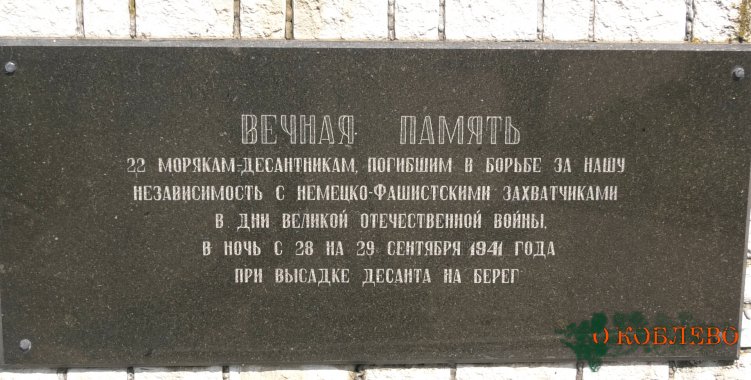 ВЕЧНАЯ ПАМЯТЬ
22 МОРЯКАМ-ДЕСАНТНИКАМ, ПОГИБШИМ В БОРЬБЕ ЗА НАШУ
НЕЗАВИСИМОСТЬ С НЕМЕЦКО-ФАШИСТСКИМИ ЗАХВАТЧИКАМИ
В ДНИ ВЕЛИКОЙ ОТЕЧЕСТВЕННОЙ ВОЙНЫ,
В НОЧЬ С 28 НА 29 СЕНТЯБРЯ 1941 ГОДА
ПРИ ВЫСАДКЕ ДЕСАНТА НА БЕРЕГ
О КОБЛЕВО